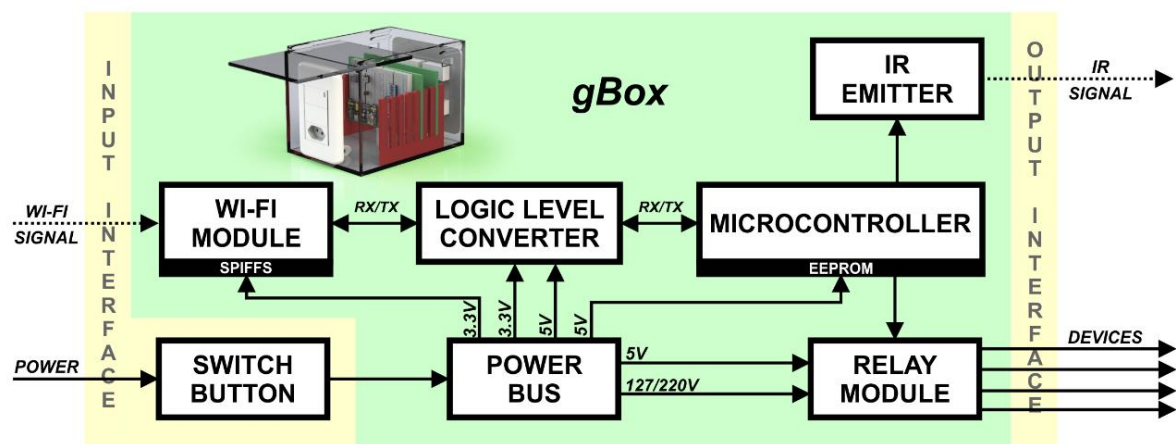 INPUT INTERFACE
gBox
IR
EMITTER
IR
SIGNAL
OUTPUT INTERFACE
WI-FI
SIGNAL
WI-FI
MODULE
SPIFFS
RX/TX
LOGIC LEVEL
CONVERTER
RX/TX
MICROCONTROLLER
EEPROM
3.3V
3.3V
5V
5V
POWER
SWITCH
BUTTON
POWER
BUS
5V
127/220V
RELAY
MODULE
DEVICES